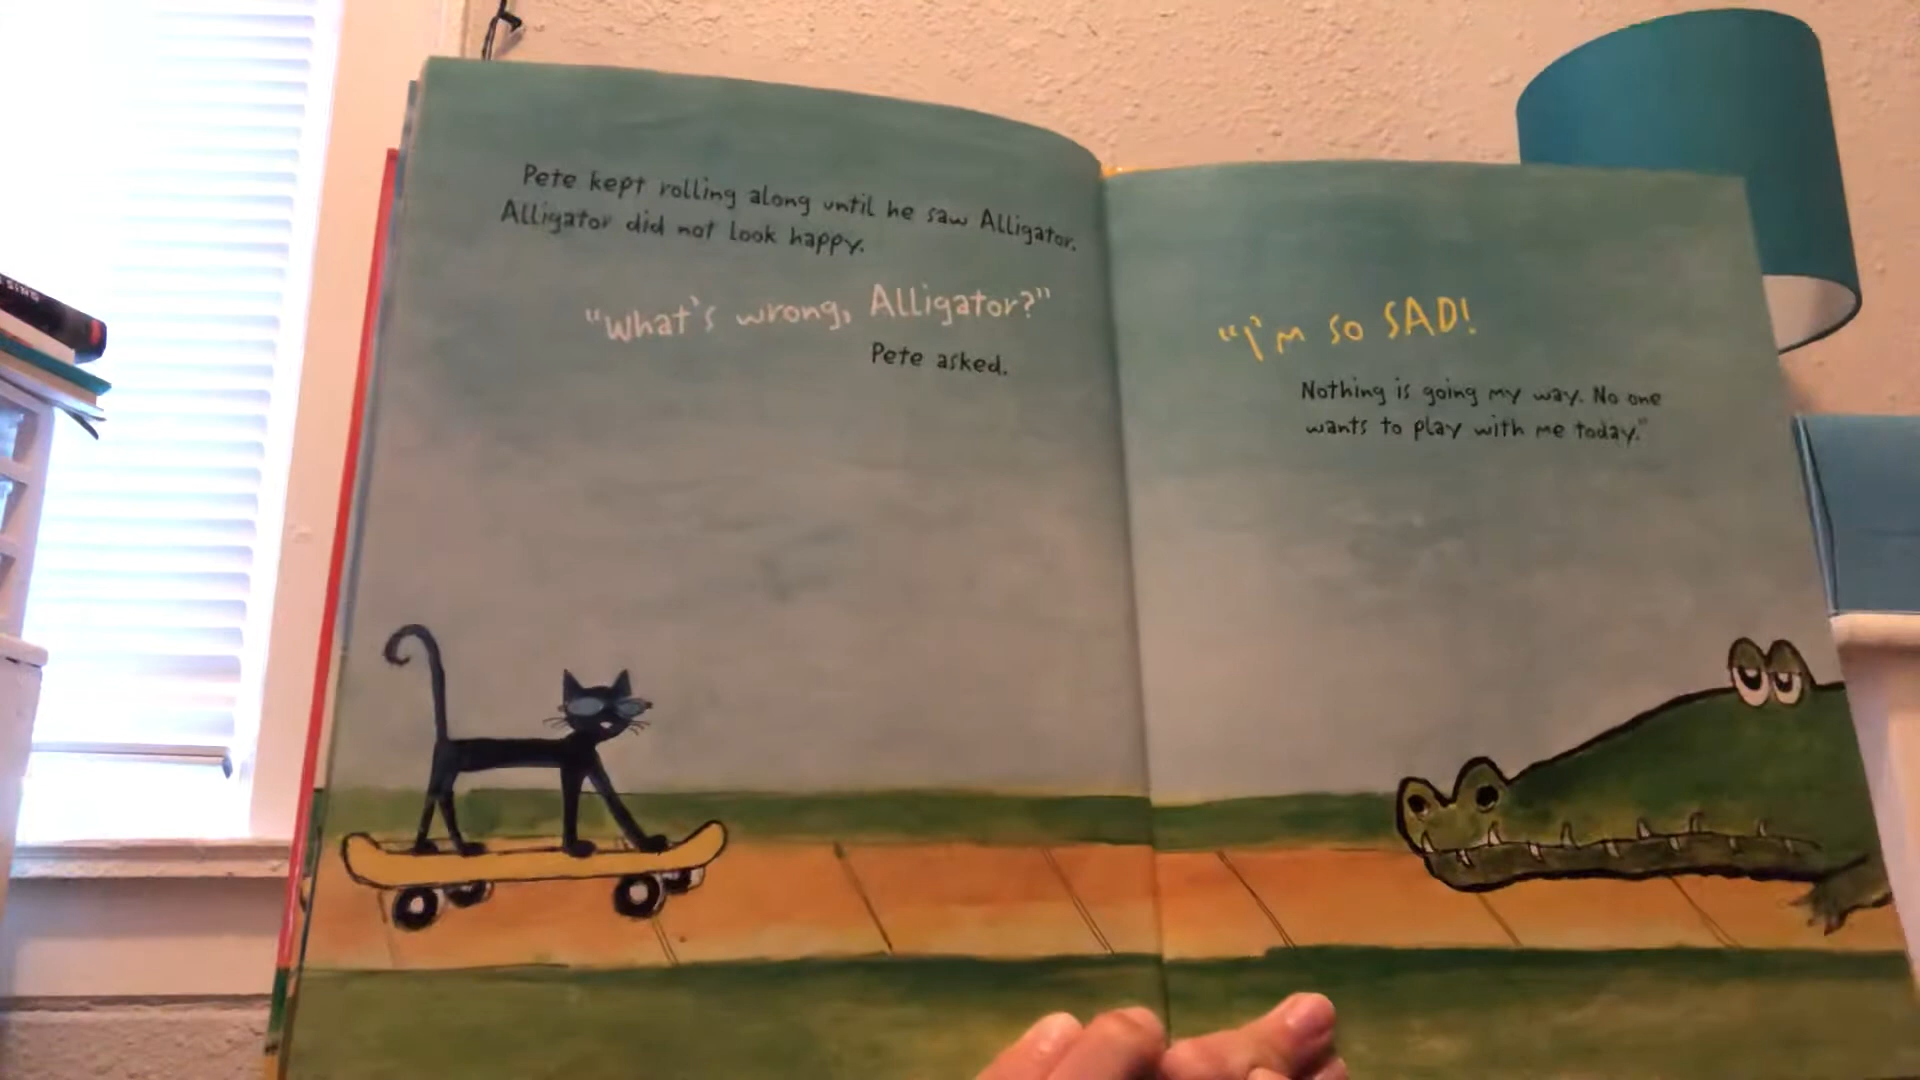 Pete kept rolling along until he saw Alligator.
Alligator did not look happy.
"What's wrong, Alligator?"
Pete asked.
"I'm so SAD!
Nothing is going my way. No one
wants to play with me today."